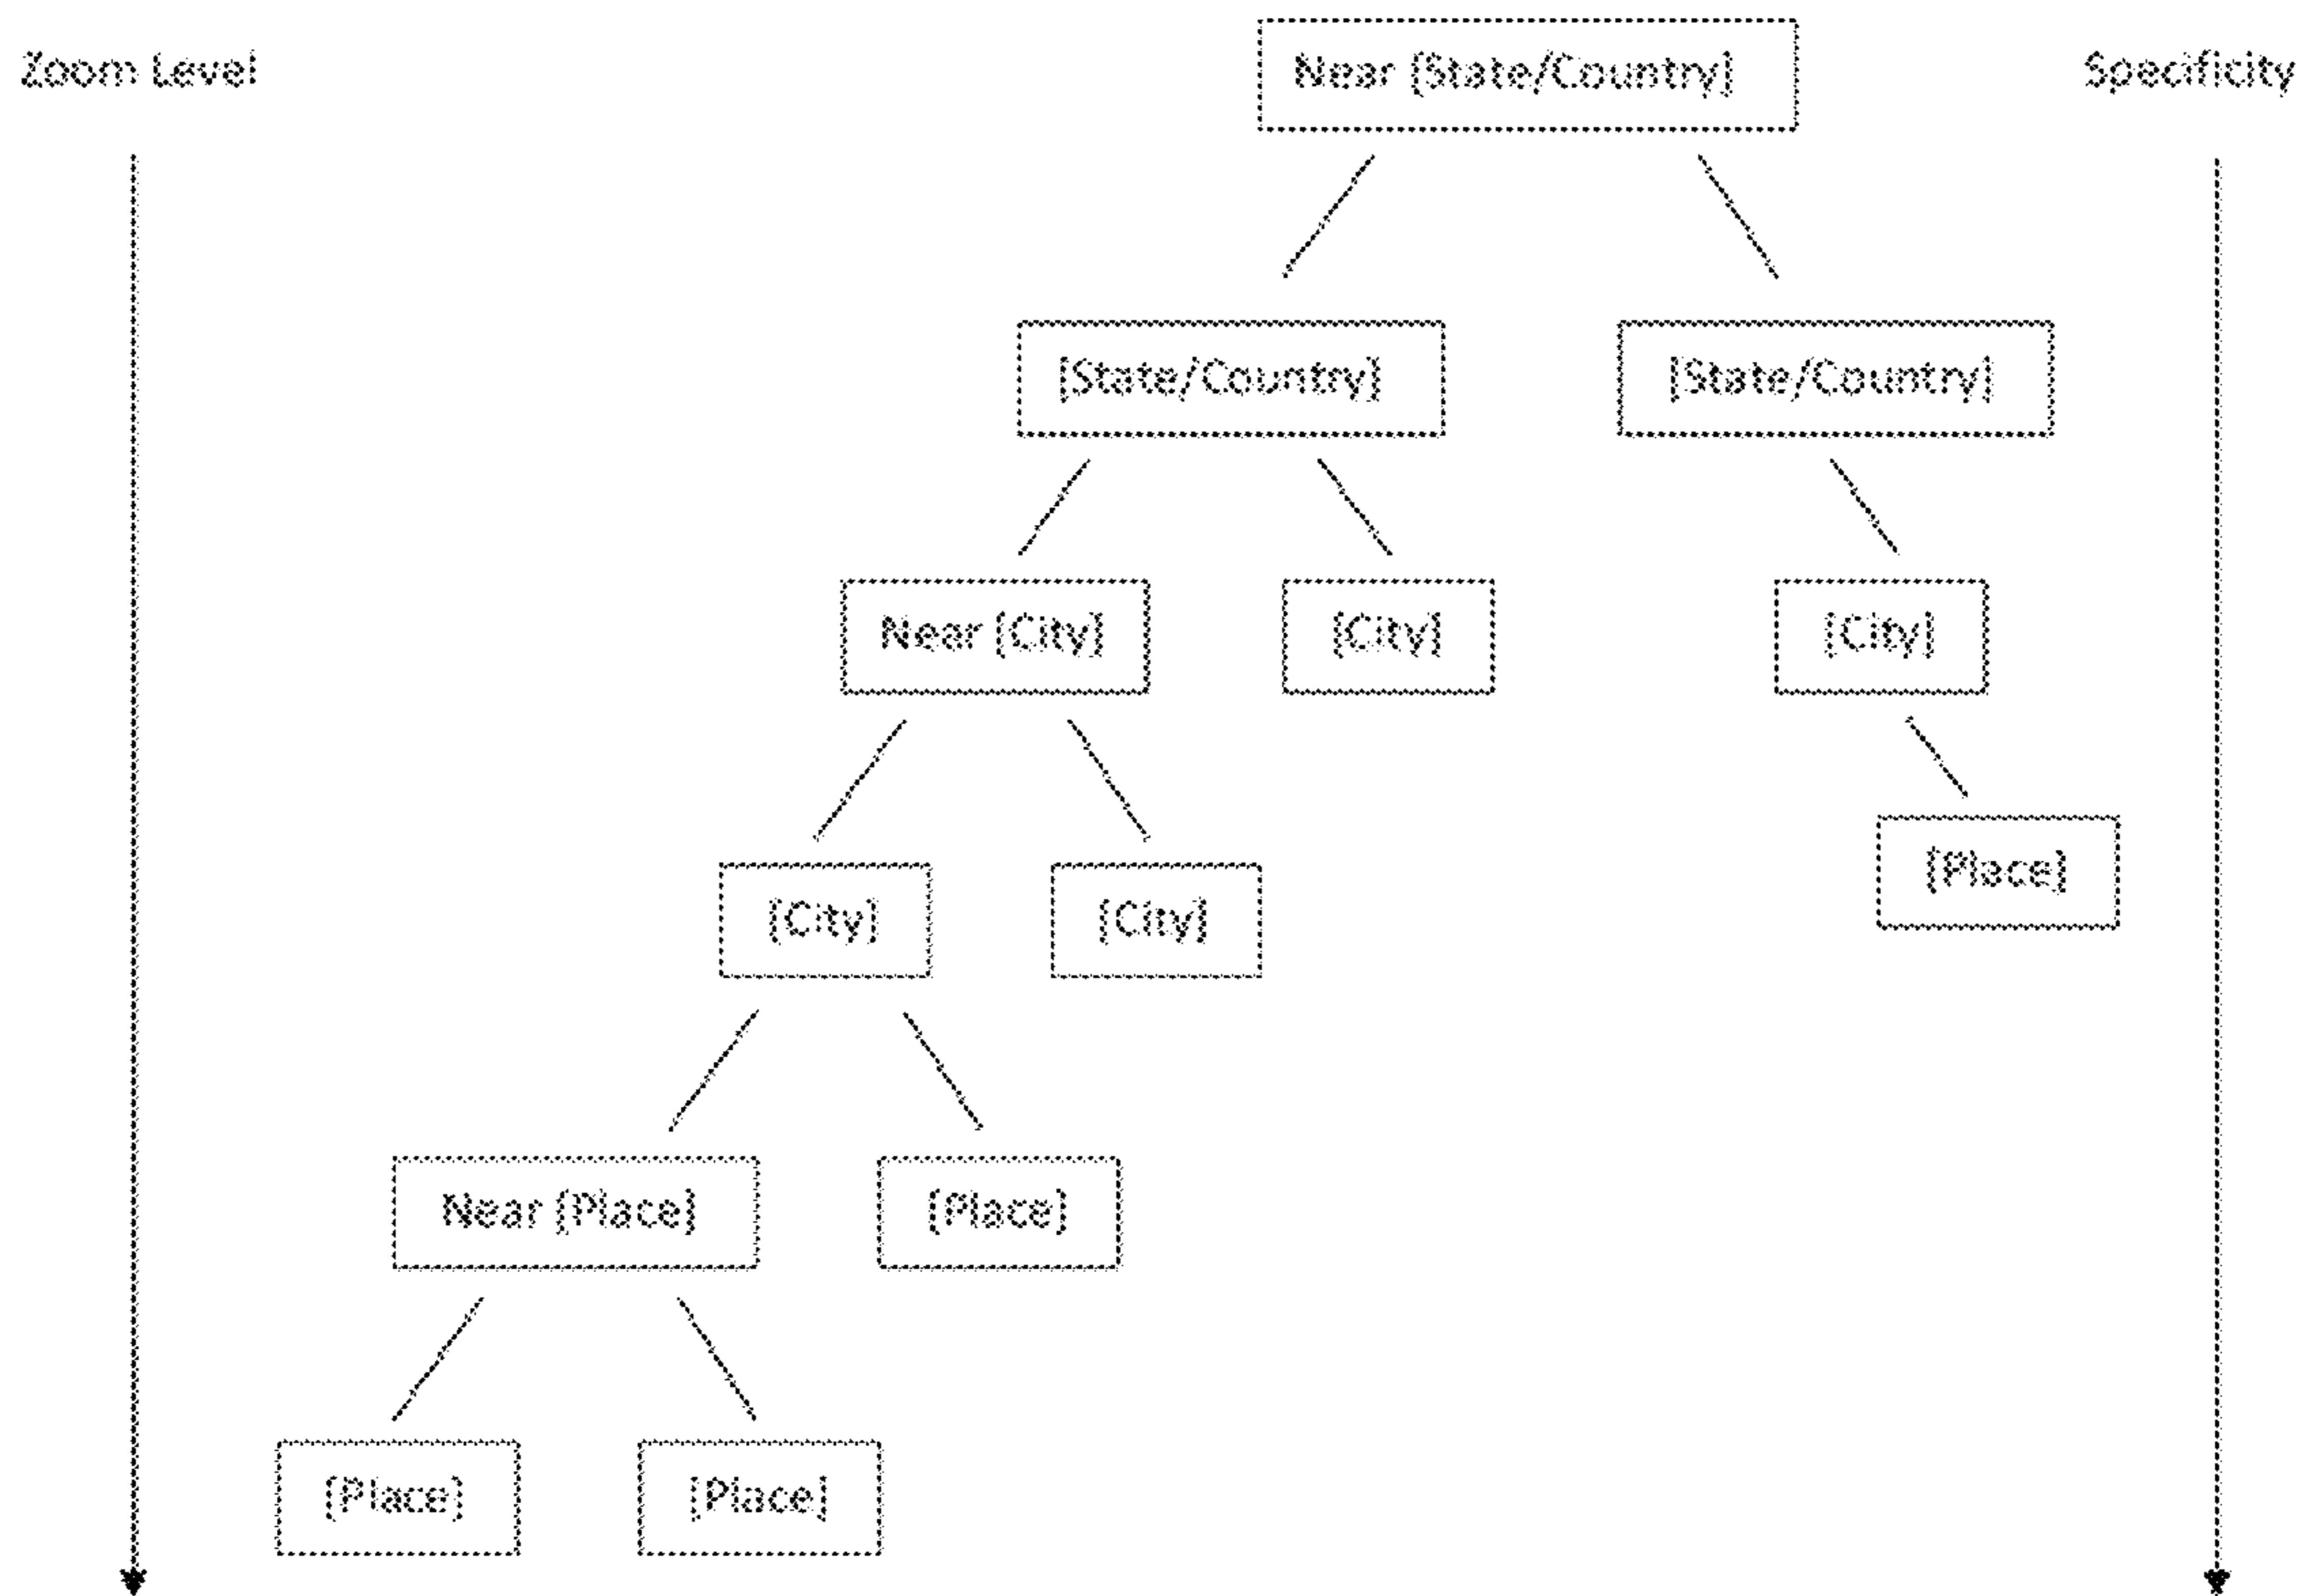 Zoom Level
Near [State/Country]
Specificity
[State/Country]
[State/Country]
Near [City]
[City]
[City]
[Place]
[City]
[City]
Near [Place]
[Place]
[Place]
[Place]